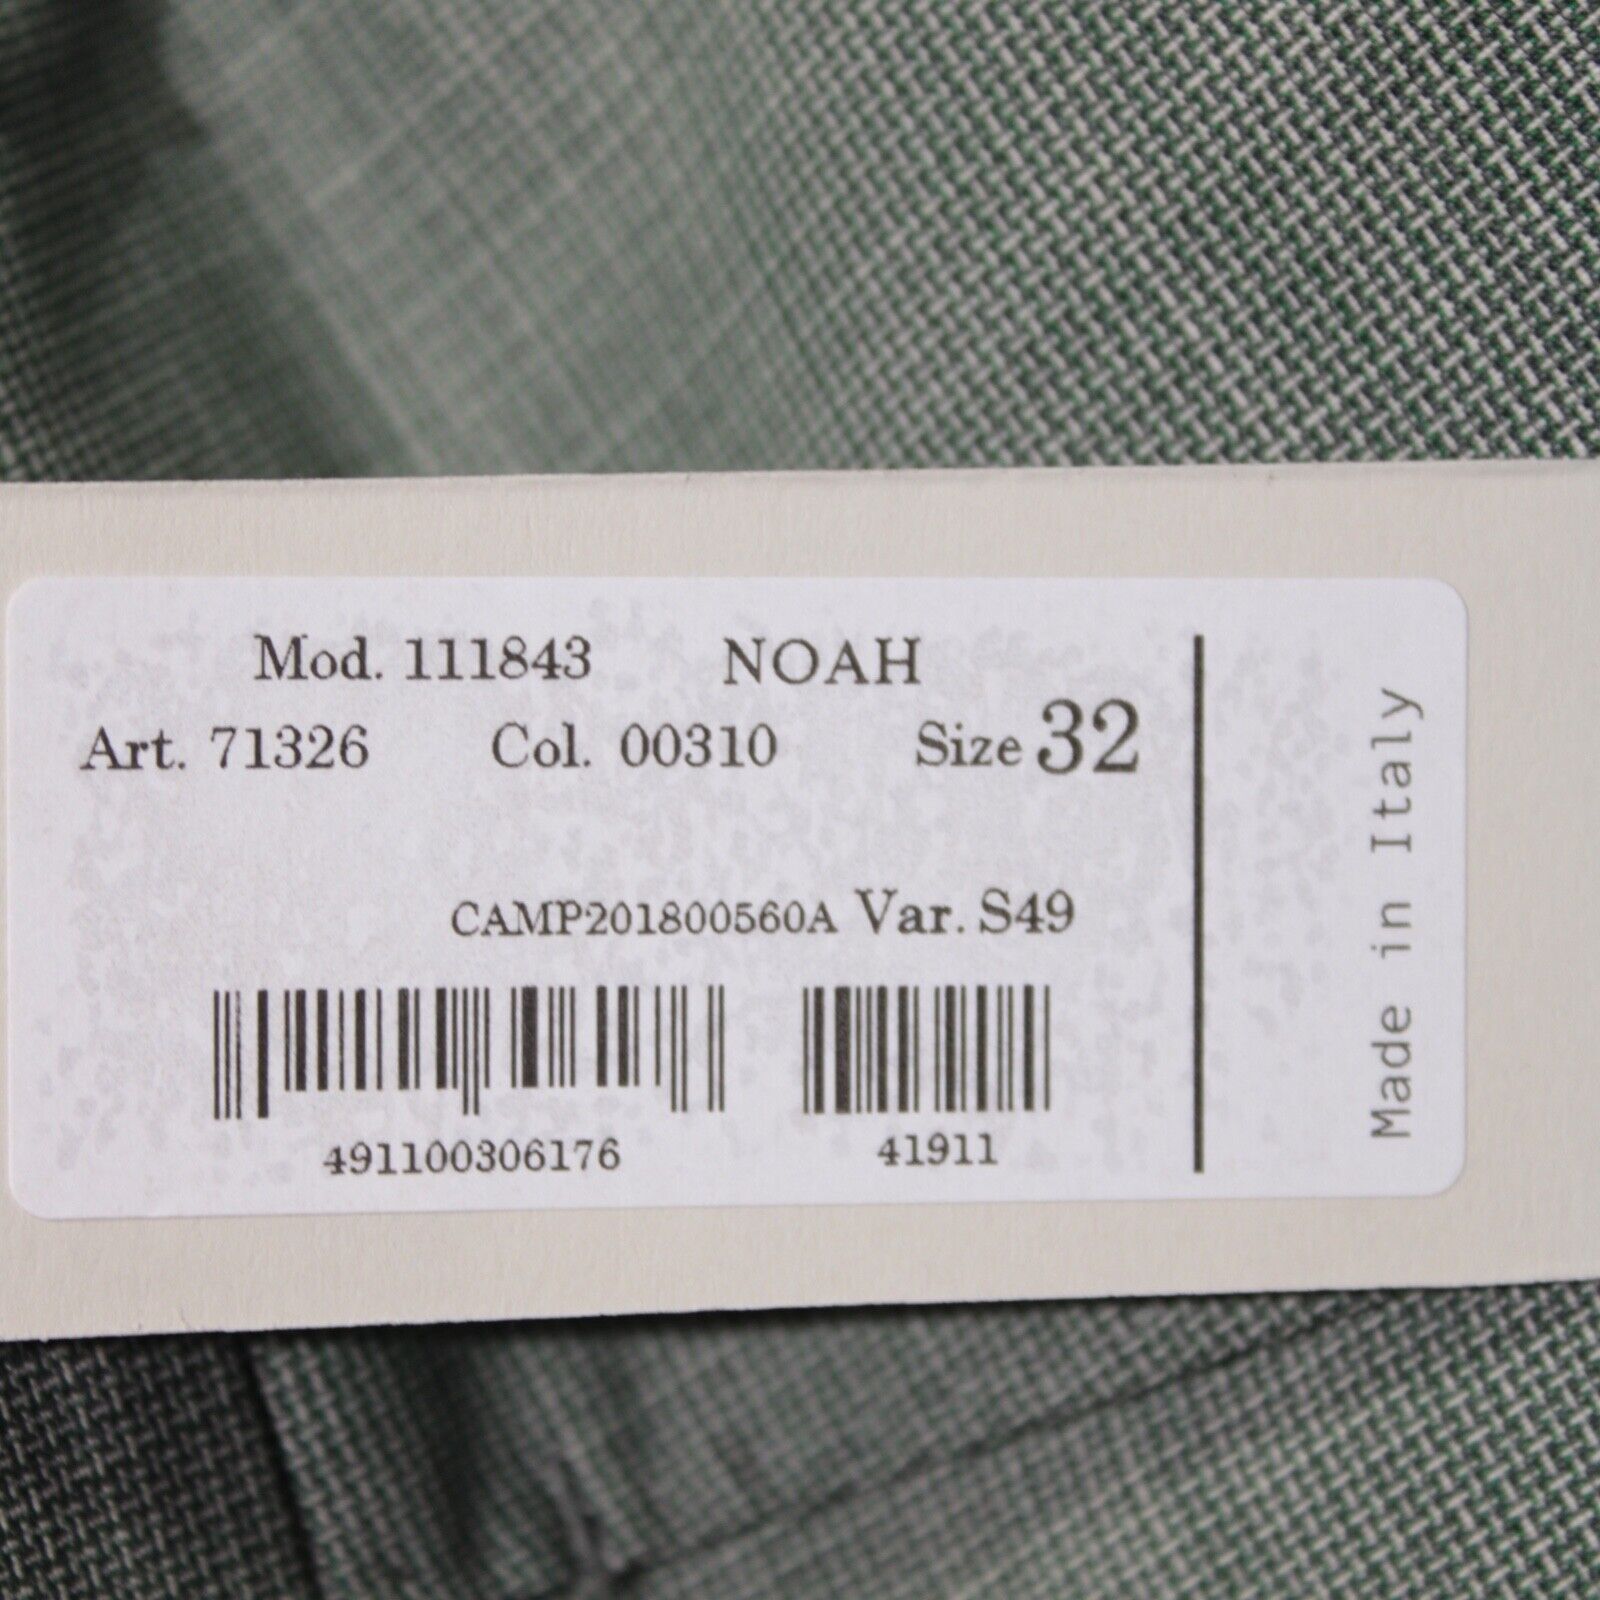 Mod. 111843 NOAH
Art. 71326 Col. 00310 Size 32
CAMP201800560A Var. S49
491100306176 41911
Made in Italy